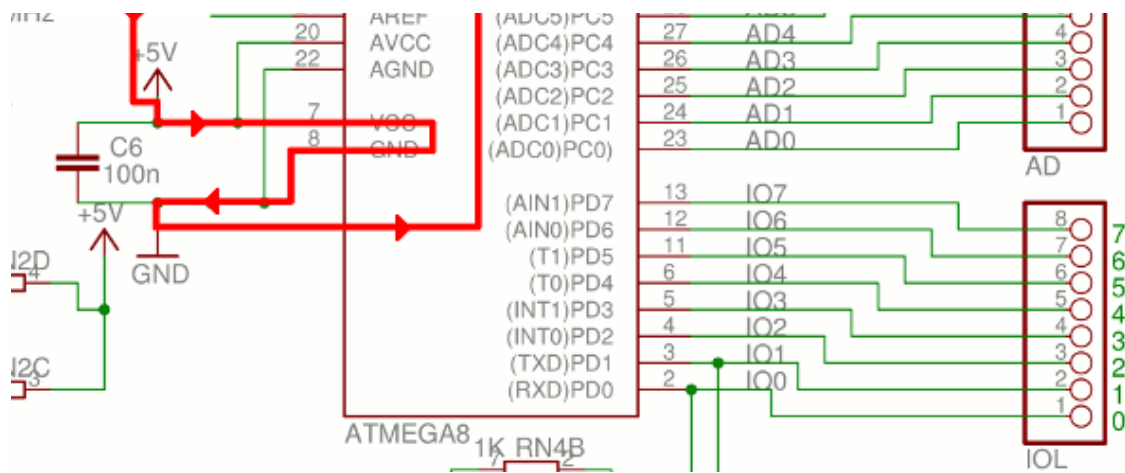 AREF
(ADC5)PC5
20 AVCC (ADC4)PC4 27 AD4 4
+5V
22 AGND (ADC3)PC3 26 AD3 3
(ADC2)PC2 25 AD2 2
7 VCC (ADC1)PC1 24 AD1 1
8 GND (ADC0)PC0) 23 AD0
C6
100n
AD
(AIN1)PD7 13 IO7
+5V
(AIN0)PD6 12 IO6 8 7
(T1)PD5 11 IO5 7 6
GND
N2D 4
(T0)PD4 6 IO4 6 5
(INT1)PD3 5 IO3 5 4
(INT0)PD2 4 IO2 4 3
(TXD)PD1 3 IO1 3 2
N2C 3
(RXD)PD0 2 IO0 2 1
1 0
ATMEGA8
1K RN4B
7 2
IOL